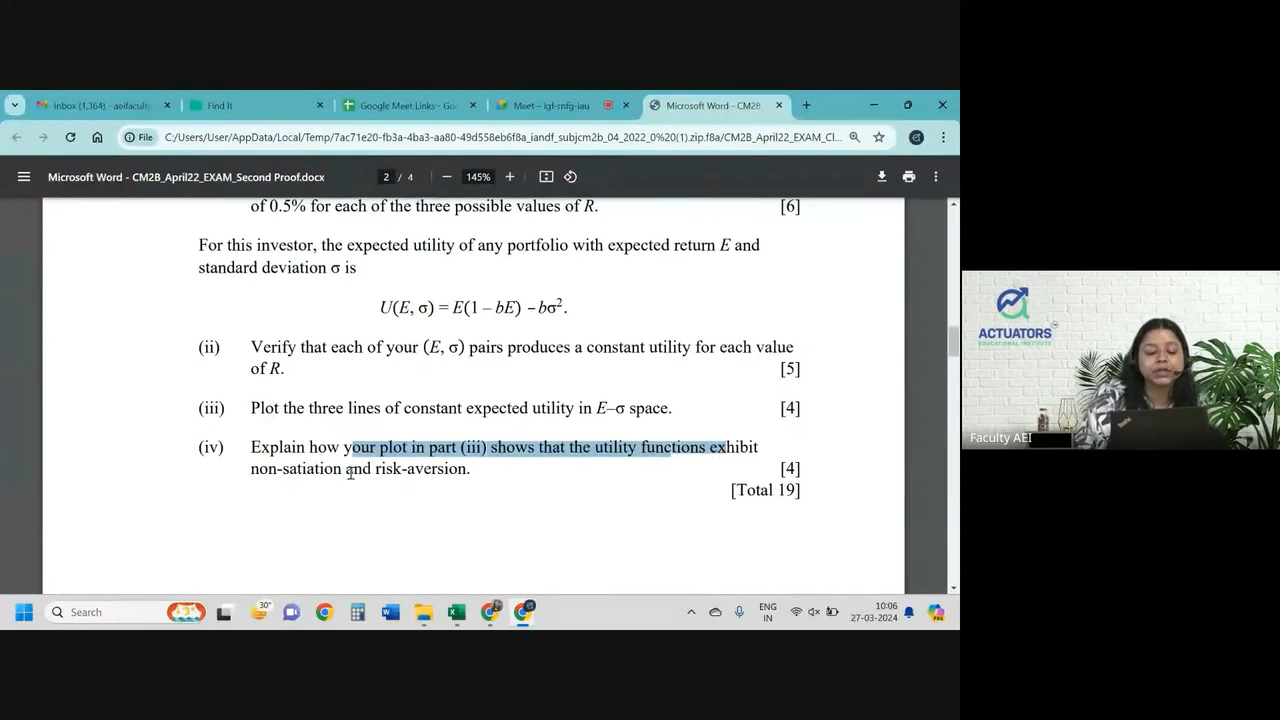 Inbox (1,364) - aeifacult
Find It
Google Meet Links - Goo
Meet – igf-rnfg-iau
Microsoft Word - CM2B_
File
C:/Users/User/AppData/Local/Temp/7ac71e20-fb3a-4ba3-aa80-49d558eb6f8a_iandf_subjcm2b_04_2022_0%20(1).zip.f8a/CM2B_April22_EXAM_Cl...
Microsoft Word - CM2B_April22_EXAM_Second Proof.docx
2 / 4
145%
of 0.5% for each of the three possible values of R. [6]
For this investor, the expected utility of any portfolio with expected return E and
standard deviation σ is
U(E, σ) = E(1 – bE) – bσ².
(ii) Verify that each of your (E, σ) pairs produces a constant utility for each value
of R. [5]
(iii) Plot the three lines of constant expected utility in E–σ space. [4]
(iv) Explain how your plot in part (iii) shows that the utility functions exhibit
non-satiation and risk-aversion. [4]
[Total 19]
ACTUATORS
EDUCATIONAL INSTITUTE
Faculty AEI
Search
30°
ENG
IN
10:06
27-03-2024